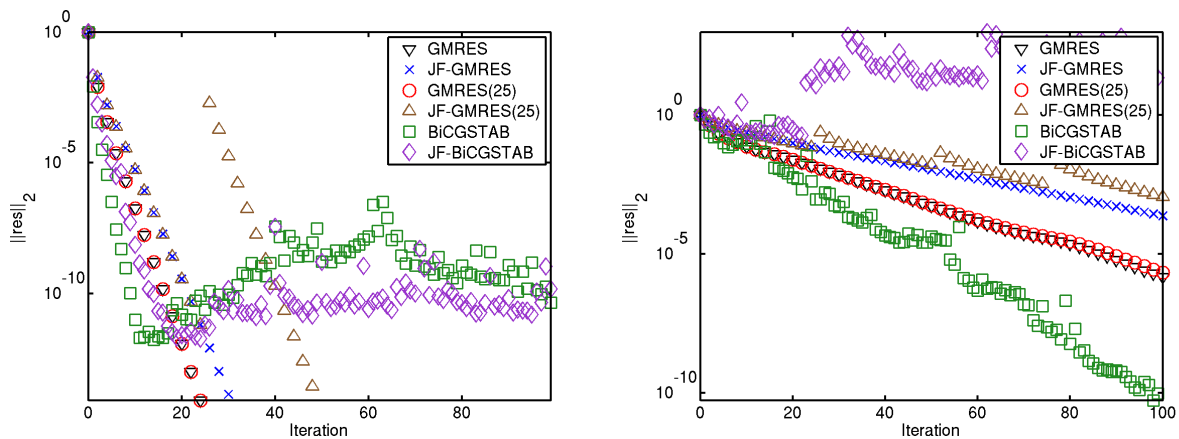 10^0
10^-5
10^-10
||res||_2
0
20
40
60
80
Iteration
GMRES
JF-GMRES
GMRES(25)
JF-GMRES(25)
BiCGSTAB
JF-BiCGSTAB
10^0
10^-5
10^-10
||res||_2
0
20
40
60
80
100
Iteration
GMRES
JF-GMRES
GMRES(25)
JF-GMRES(25)
BiCGSTAB
JF-BiCGSTAB